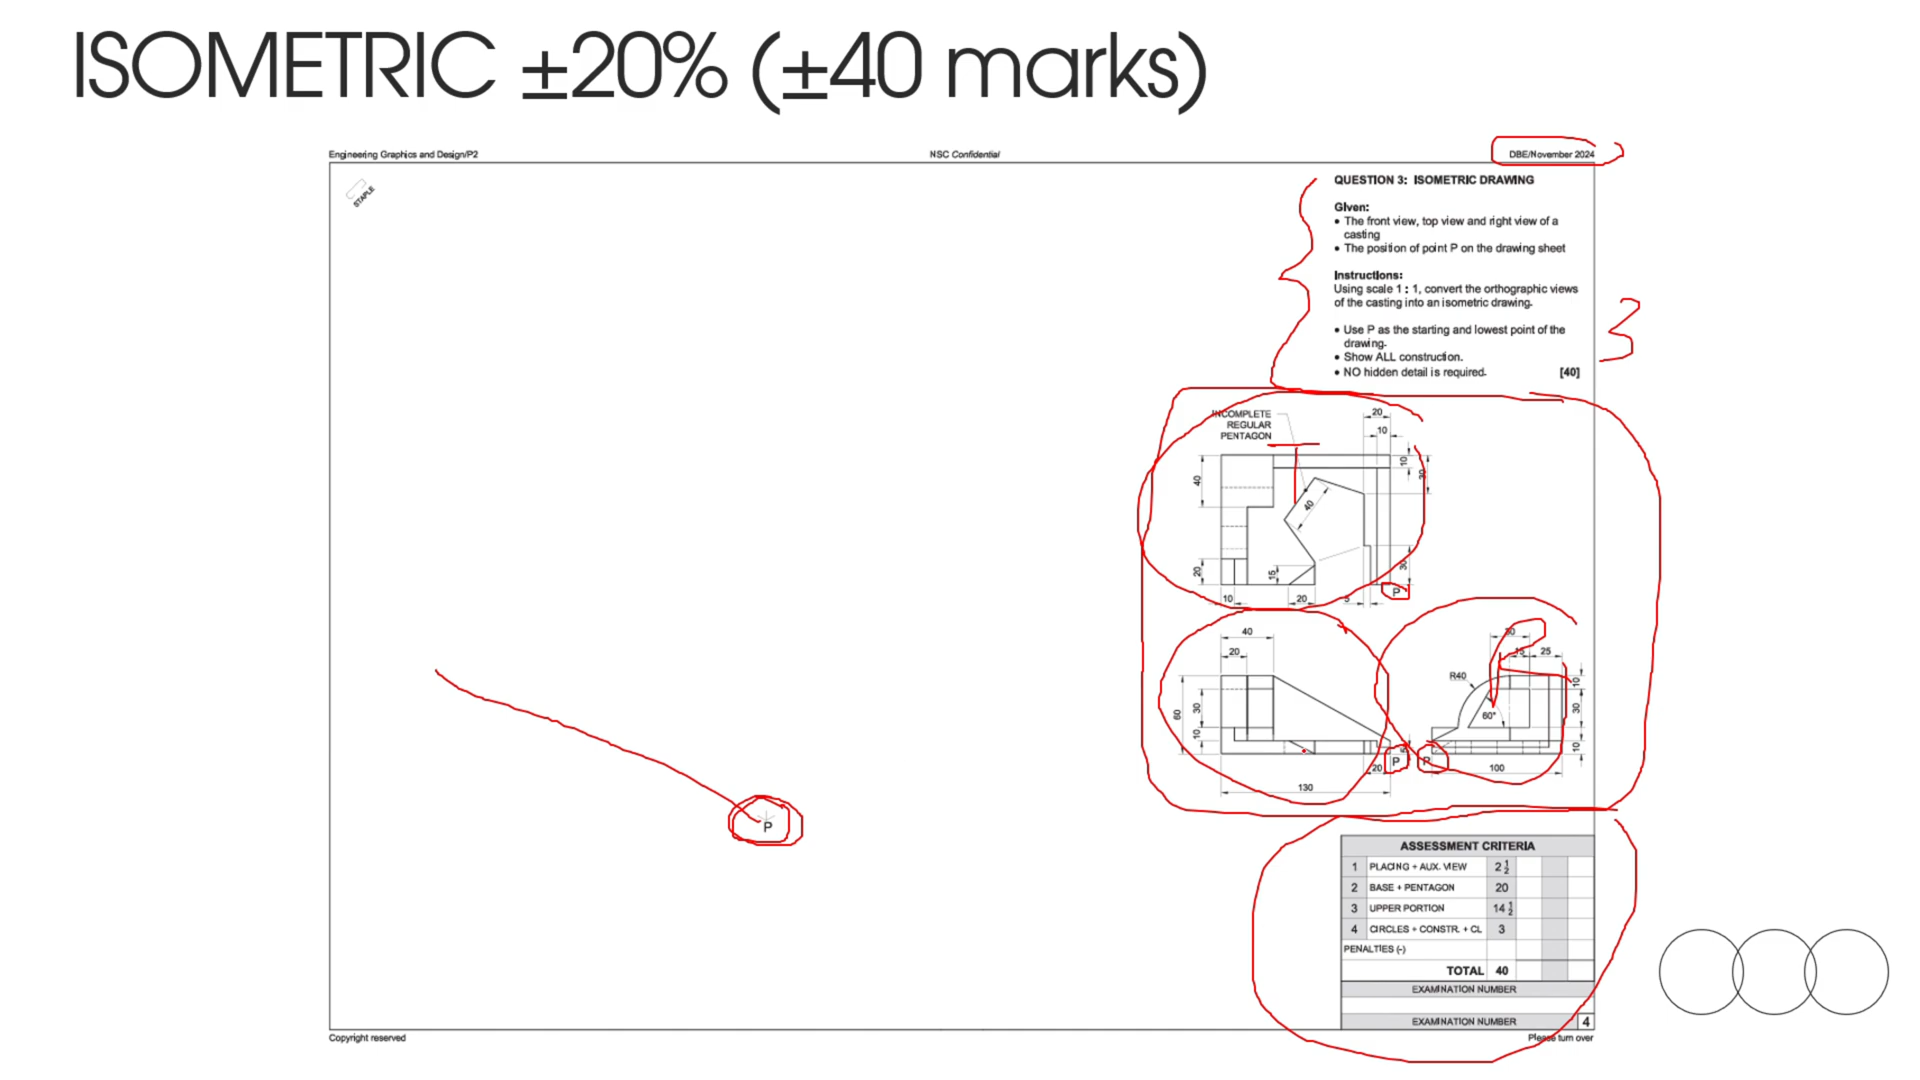 ISOMETRIC ±20% (±40 marks)
Engineering Graphics and Design/P2
NSC Confidential
DBE/November 2024
STAPLE
QUESTION 3: ISOMETRIC DRAWING
Given:
• The front view, top view and right view of a
casting
• The position of point P on the drawing sheet
Instructions:
Using scale 1 : 1, convert the orthographic views
of the casting into an isometric drawing.
• Use P as the starting and lowest point of the
drawing.
• Show ALL construction.
• NO hidden detail is required.
[40]
3
INCOMPLETE
REGULAR
PENTAGON
20
10
10
30
40
40
20
15
30
10
20
5
P
40
20
60
30
10
P
20
130
R40
60°
15
25
10
30
10
P
100
P
ASSESSMENT CRITERIA
1 PLACING + AUX. VIEW 2 1/2
2 BASE + PENTAGON 20
3 UPPER PORTION 14 1/2
4 CIRCLES + CONSTR. + CL 3
PENALTIES (-)
TOTAL 40
EXAMINATION NUMBER
EXAMINATION NUMBER
4
Copyright reserved
Please turn over